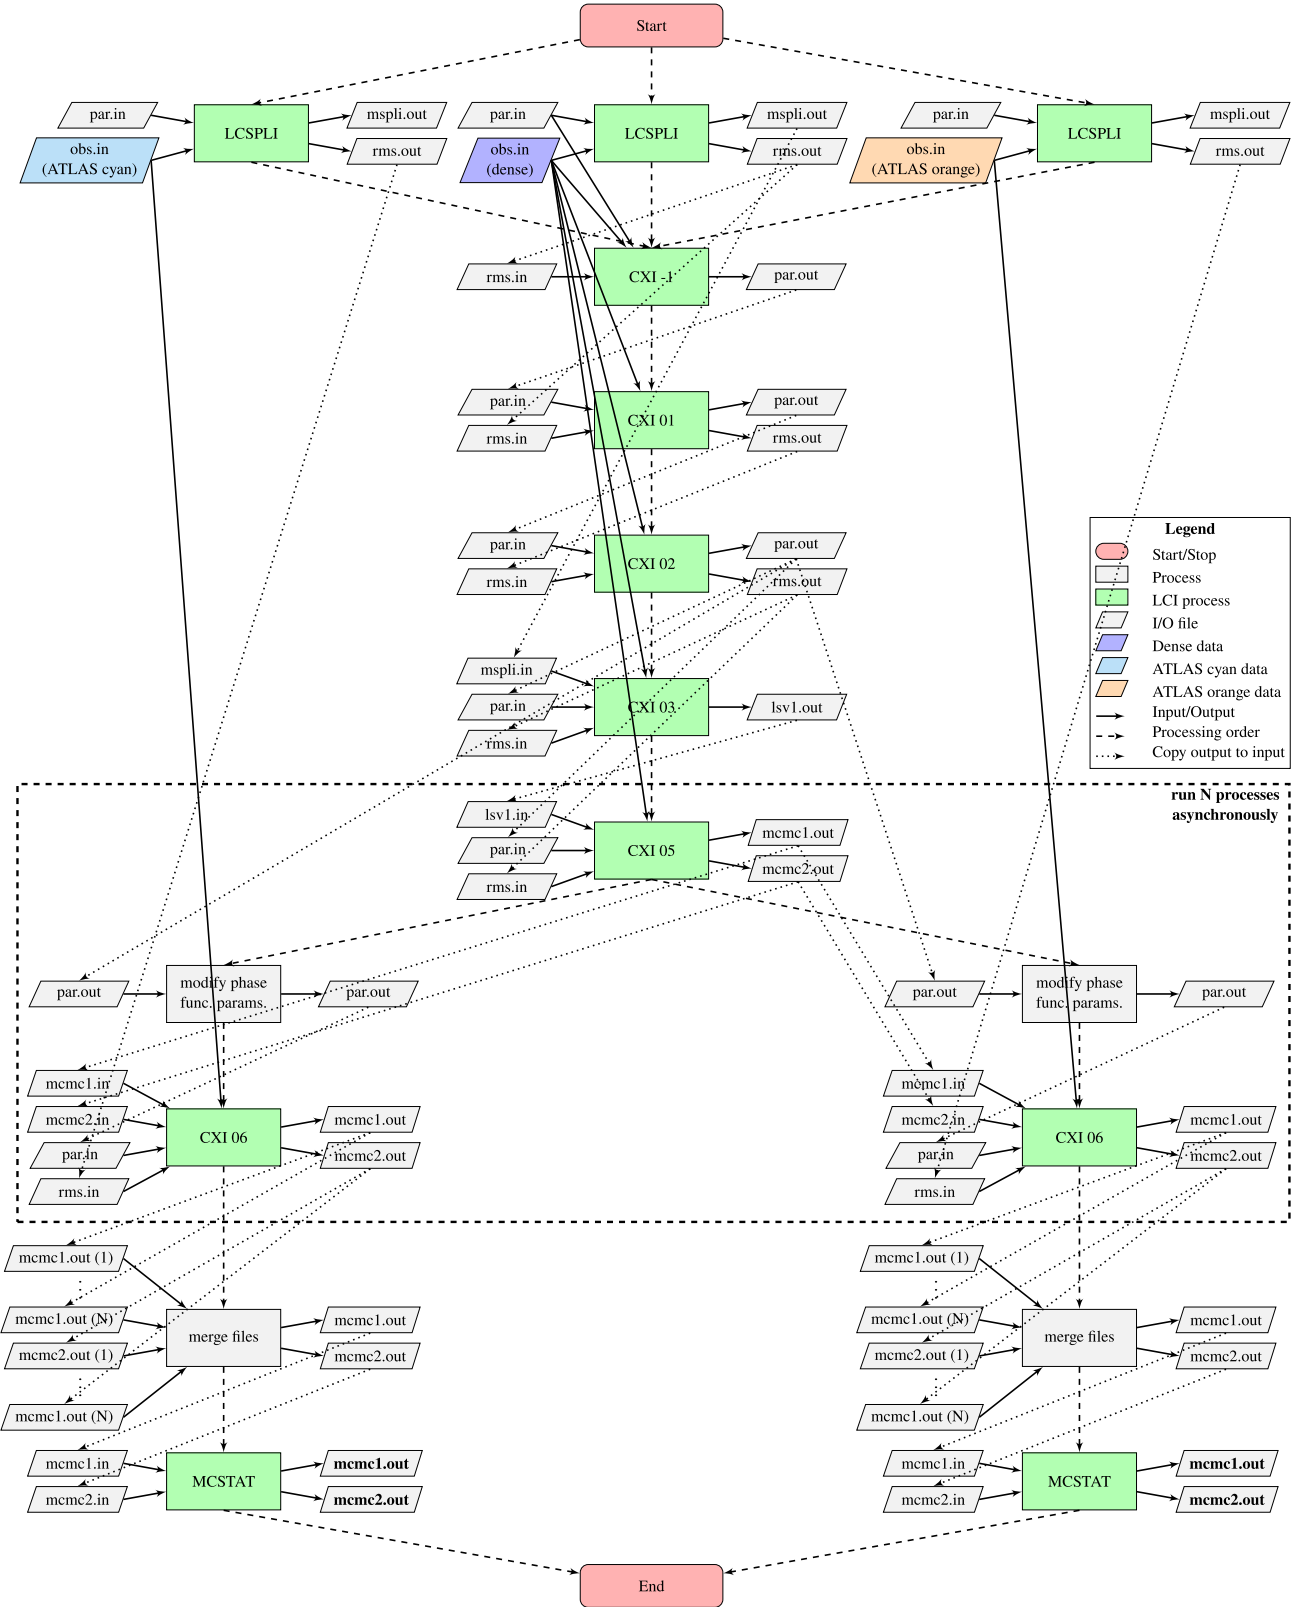 Start
par.in
LCSPLI
mspli.out
obs.in
(ATLAS cyan)
rms.out
par.in
LCSPLI
mspli.out
obs.in
(dense)
rms.out
par.in
LCSPLI
mspli.out
obs.in
(ATLAS orange)
rms.out
rms.in
CXI -1
par.out
par.in
CXI 01
par.out
rms.in
rms.out
par.in
CXI 02
par.out
rms.in
rms.out
Legend
Start/Stop
Process
LCI process
I/O file
Dense data
ATLAS cyan data
ATLAS orange data
Input/Output
Processing order
Copy output to input
mspli.in
par.in
CXI 03
lsv1.out
rms.in
run N processes
asynchronously
lsv1.in
par.in
CXI 05
mcmc1.out
rms.in
mcmc2.out
par.out
modify phase
func. params.
par.out
par.out
modify phase
func. params.
par.out
mcmc1.in
mcmc2.in
par.in
rms.in
CXI 06
mcmc1.out
mcmc2.out
mcmc1.in
mcmc2.in
par.in
rms.in
CXI 06
mcmc1.out
mcmc2.out
mcmc1.out (1)
mcmc1.out (N)
mcmc2.out (1)
mcmc1.out (N)
merge files
mcmc1.out
mcmc2.out
mcmc1.out (1)
mcmc1.out (N)
mcmc2.out (1)
mcmc1.out (N)
merge files
mcmc1.out
mcmc2.out
mcmc1.in
mcmc2.in
MCSTAT
mcmc1.out
mcmc2.out
mcmc1.in
mcmc2.in
MCSTAT
mcmc1.out
mcmc2.out
End